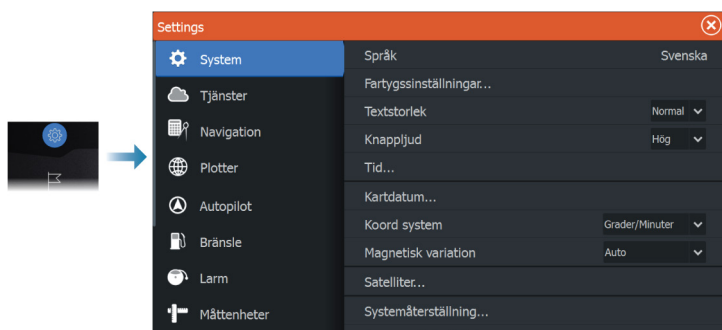 Settings
System
Tjänster
Navigation
Plotter
Autopilot
Bränsle
Larm
Måttenheter
Språk Svenska
Fartygssinställningar...
Textstorlek Normal
Knappljud Hög
Tid...
Kartdatum...
Koord system Grader/Minuter
Magnetisk variation Auto
Satelliter...
Systemåterställning...